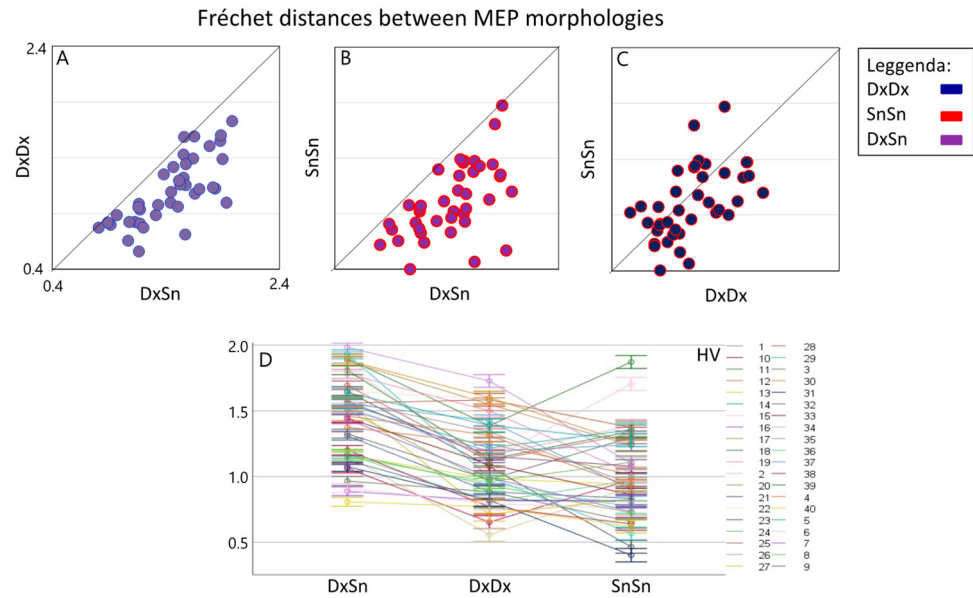 Fréchet distances between MEP morphologies
2.4
A
DxDx
0.4
0.4
DxSn
2.4
B
SnSn
DxSn
C
SnSn
DxDx
Leggenda:
DxDx
SnSn
DxSn
D
HV
2.0
1.5
1.0
0.5
DxSn
DxDx
SnSn
1 28
10 29
11 3
12 30
13 31
14 32
15 33
16 34
17 35
18 36
19 37
2 38
20 39
21 4
22 40
23 5
24 6
25 7
26 8
27 9